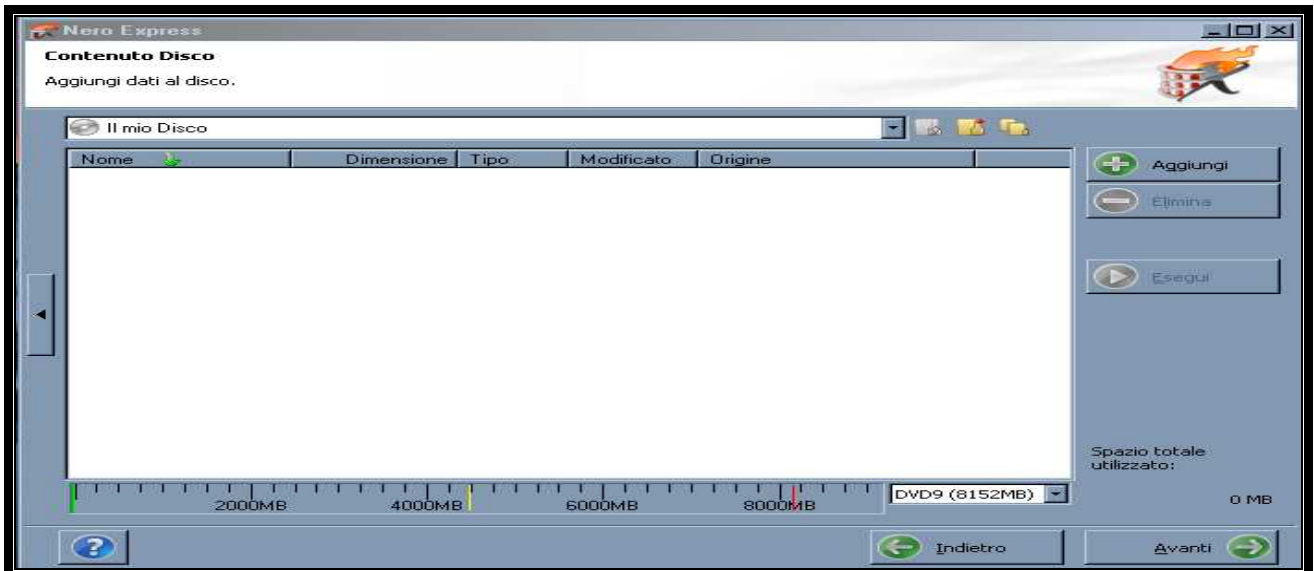 Nero Express
Contenuto Disco
Aggiungi dati al disco.
Il mio Disco
Nome Dimensione Tipo Modificato Origine
Aggiungi
Elimina
Esegui
Spazio totale
utilizzato:
0 MB
2000MB 4000MB 6000MB 8000MB DVD9 (8152MB)
Indietro Avanti